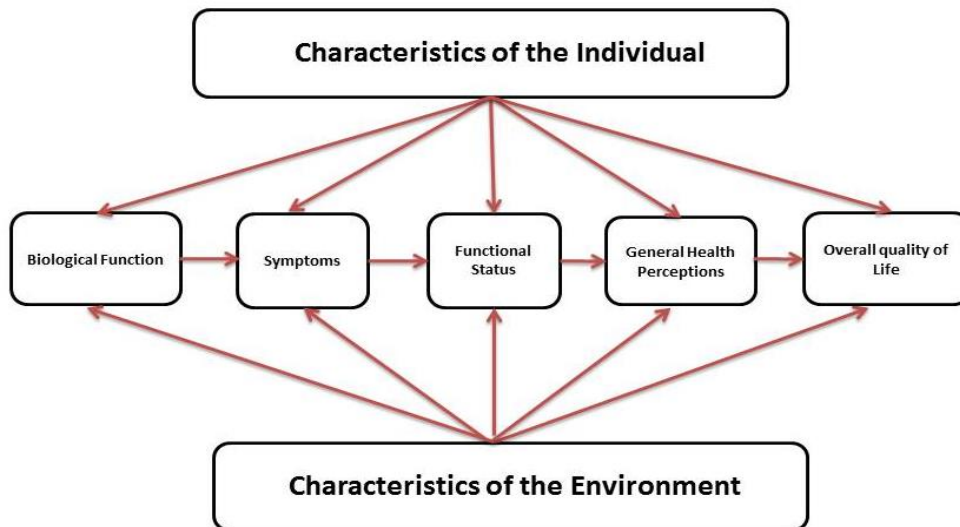 Characteristics of the Individual
Biological Function
Symptoms
Functional
Status
General Health
Perceptions
Overall quality of
Life
Characteristics of the Environment